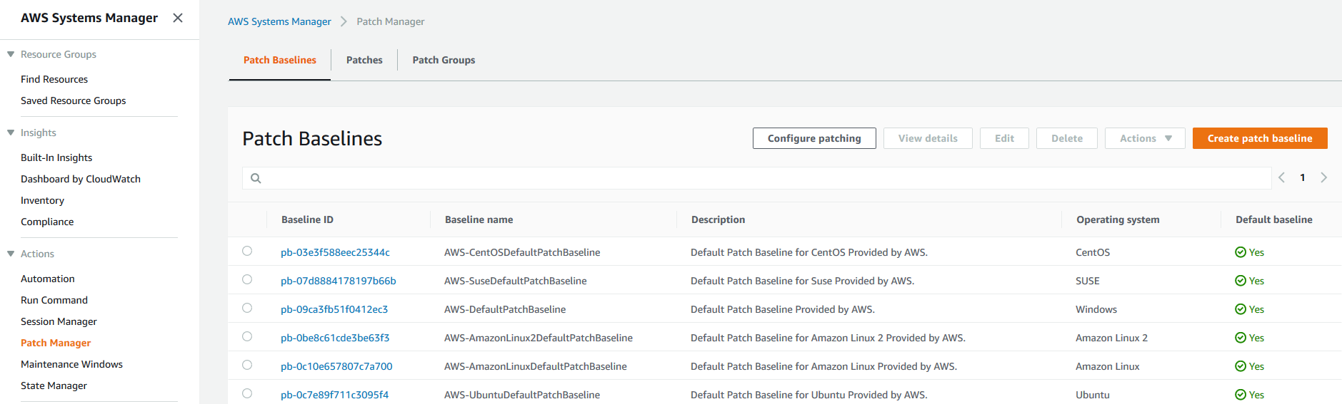 AWS Systems Manager
AWS Systems Manager Patch Manager
Resource Groups
Find Resources
Saved Resource Groups
Insights
Built-In Insights
Dashboard by CloudWatch
Inventory
Compliance
Actions
Automation
Run Command
Session Manager
Patch Manager
Maintenance Windows
State Manager
Patch Baselines Patches Patch Groups
Patch Baselines Configure patching View details Edit Delete Actions Create patch baseline
1
Baseline ID Baseline name Description Operating system Default baseline
pb-03e3f588eec25344c AWS-CentOSDefaultPatchBaseline Default Patch Baseline for CentOS Provided by AWS. CentOS Yes
pb-07d8884178197b66b AWS-SuseDefaultPatchBaseline Default Patch Baseline for Suse Provided by AWS. SUSE Yes
pb-09ca3fb51f0412ec3 AWS-DefaultPatchBaseline Default Patch Baseline Provided by AWS. Windows Yes
pb-0be8c61cde3be63f3 AWS-AmazonLinux2DefaultPatchBaseline Default Patch Baseline for Amazon Linux 2 Provided by AWS. Amazon Linux 2 Yes
pb-0c10e657807c7a700 AWS-AmazonLinuxDefaultPatchBaseline Default Patch Baseline for Amazon Linux Provided by AWS. Amazon Linux Yes
pb-0c7e89f711c3095f4 AWS-UbuntuDefaultPatchBaseline Default Patch Baseline for Ubuntu Provided by AWS. Ubuntu Yes